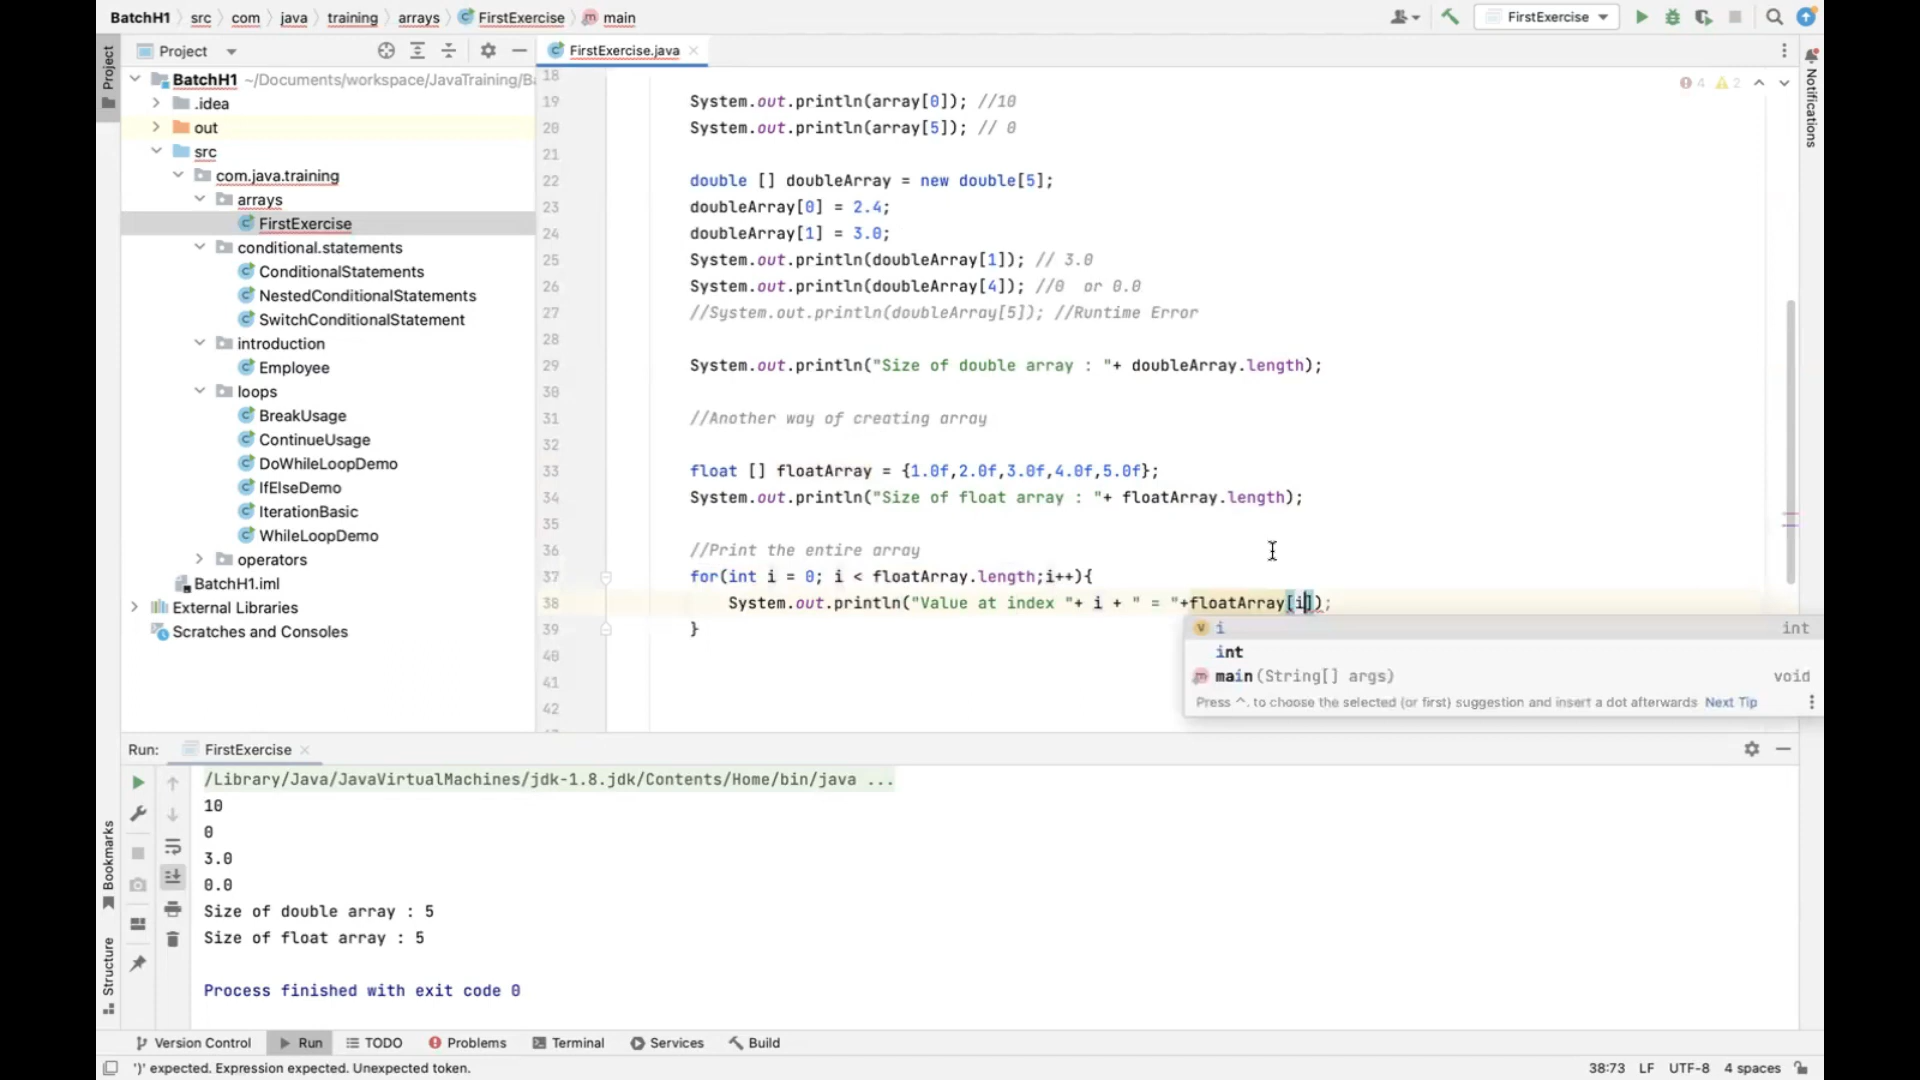 BatchH1 src com java training arrays FirstExercise main
FirstExercise
Project
FirstExercise.java
Project
BatchH1 ~/Documents/workspace/JavaTraining/Ba
.idea
out
src
com.java.training
arrays
FirstExercise
conditional.statements
ConditionalStatements
NestedConditionalStatements
SwitchConditionalStatement
introduction
Employee
loops
BreakUsage
ContinueUsage
DoWhileLoopDemo
IfElseDemo
IterationBasic
WhileLoopDemo
operators
BatchH1.iml
External Libraries
Scratches and Consoles
4 2
Notifications
18
19 System.out.println(array[0]); //10
20 System.out.println(array[5]); // 0
21
22 double [] doubleArray = new double[5];
23 doubleArray[0] = 2.4;
24 doubleArray[1] = 3.0;
25 System.out.println(doubleArray[1]); // 3.0
26 System.out.println(doubleArray[4]); //0  or 0.0
27 //System.out.println(doubleArray[5]); //Runtime Error
28
29 System.out.println("Size of double array : "+ doubleArray.length);
30
31 //Another way of creating array
32
33 float [] floatArray = {1.0f,2.0f,3.0f,4.0f,5.0f};
34 System.out.println("Size of float array : "+ floatArray.length);
35
36 //Print the entire array
37 for(int i = 0; i < floatArray.length;i++){
38 System.out.println("Value at index "+ i + " = "+floatArray[i]);
39 }
40
41
42
i int
int
main(String[] args) void
Press ^. to choose the selected (or first) suggestion and insert a dot afterwards Next Tip
Run: FirstExercise
/Library/Java/JavaVirtualMachines/jdk-1.8.jdk/Contents/Home/bin/java ...
10
0
3.0
0.0
Size of double array : 5
Size of float array : 5
Process finished with exit code 0
Bookmarks
Structure
Version Control Run TODO Problems Terminal Services Build
')' expected. Expression expected. Unexpected token. 38:73 LF UTF-8 4 spaces